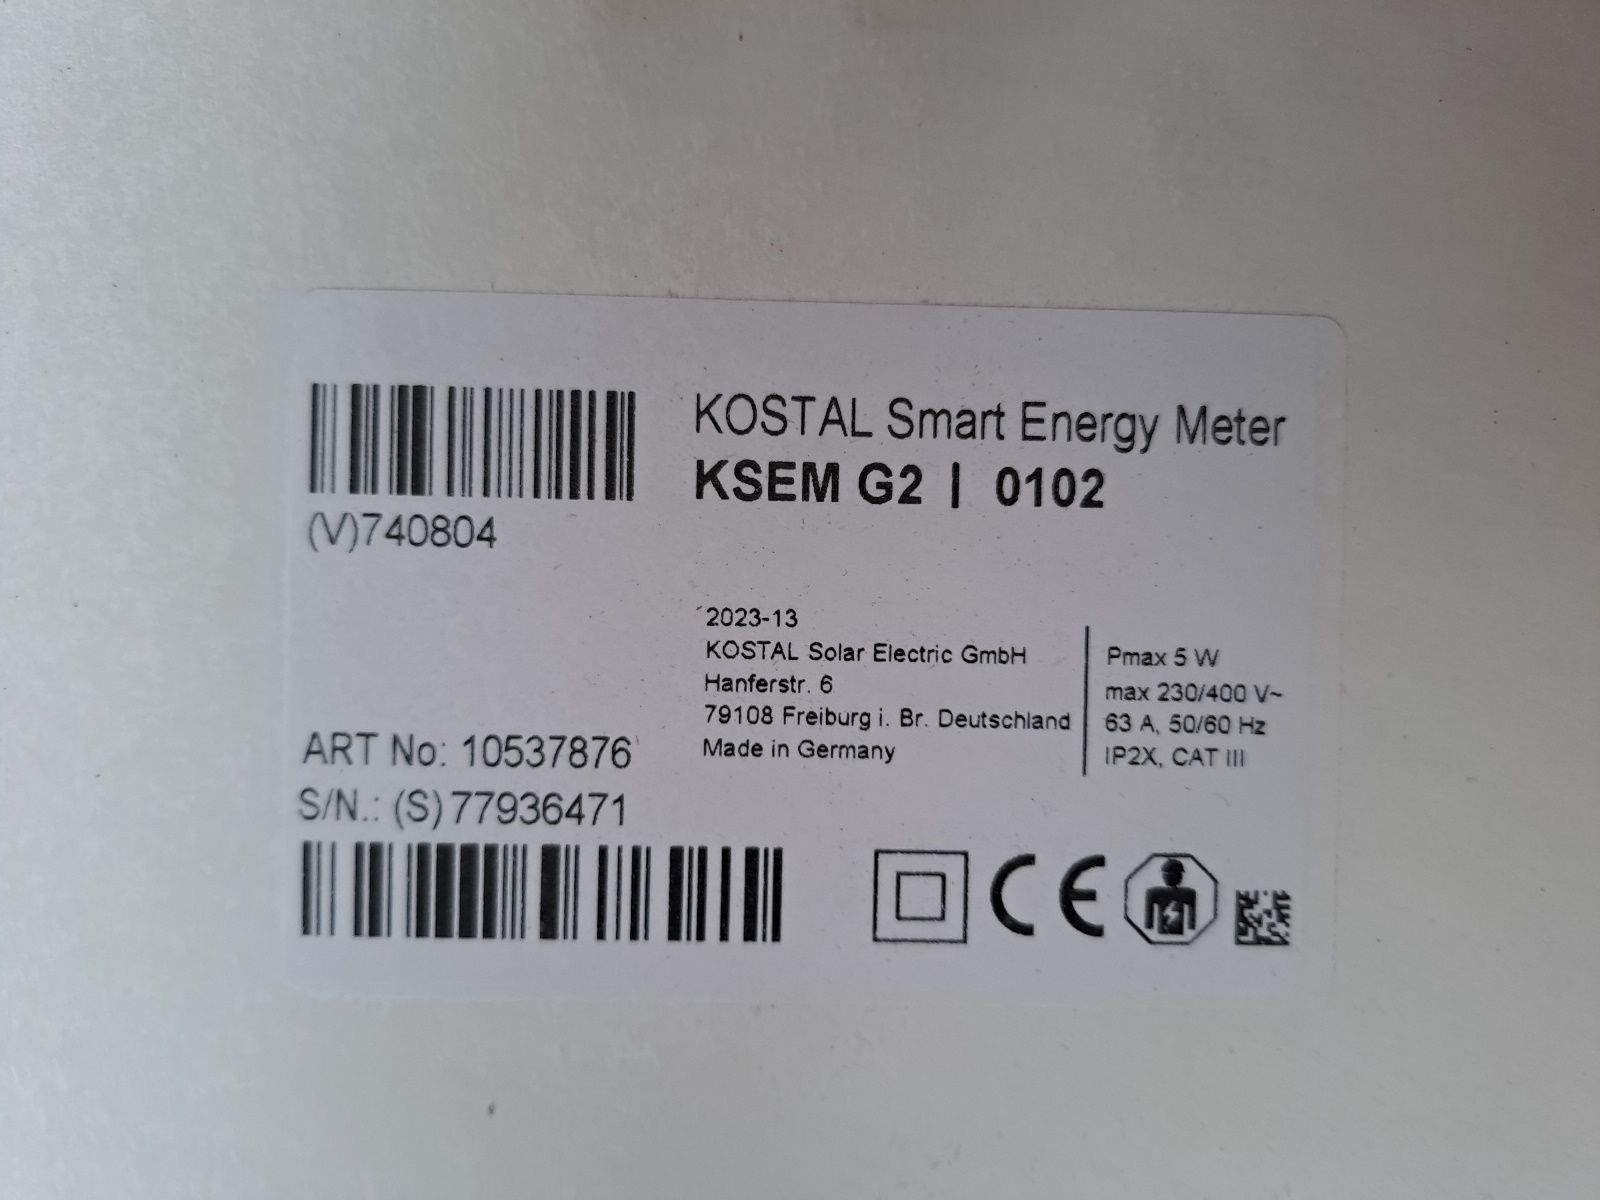 KOSTAL Smart Energy Meter
KSEM G2 | 0102
(V)740804
2023-13
KOSTAL Solar Electric GmbH
Hanferstr. 6
79108 Freiburg i. Br. Deutschland
Made in Germany
Pmax 5 W
max 230/400 V~
63 A, 50/60 Hz
IP2X, CAT III
ART No: 10537876
S/N.: (S)77936471
CE